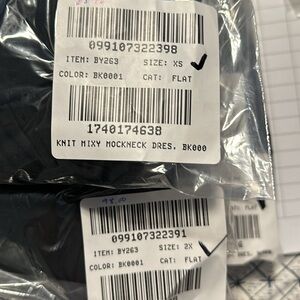 099107322398
ITEM: BY263 SIZE: XS
COLOR: BK0001 CAT: FLAT
1740174638
KNIT MIXY MOCKNECK DRES. BK000
099107322391
ITEM: BY263 SIZE: 2X
COLOR: BK0001 CAT: FLAT